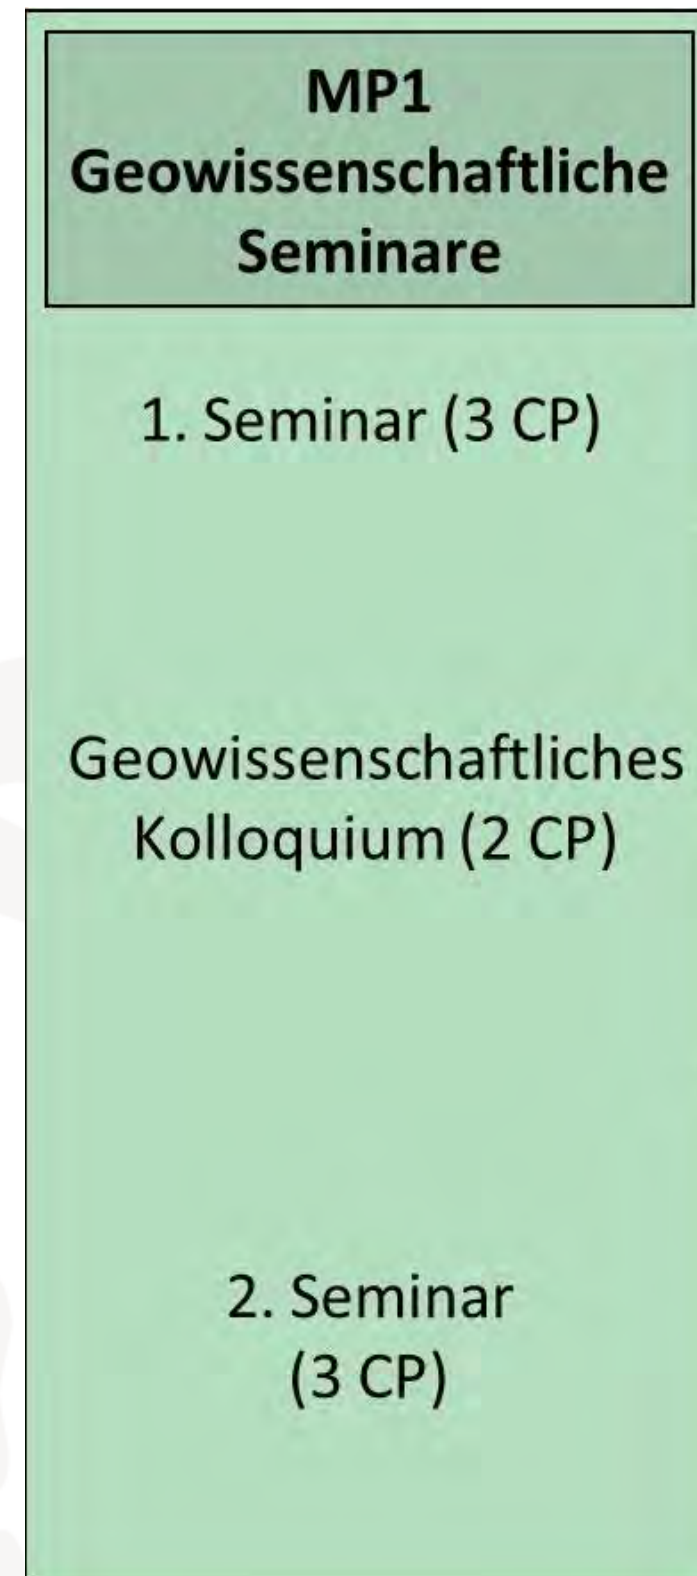 MP1
Geowissenschaftliche
Seminare
1. Seminar (3 CP)
Geowissenschaftliches
Kolloquium (2 CP)
2. Seminar
(3 CP)